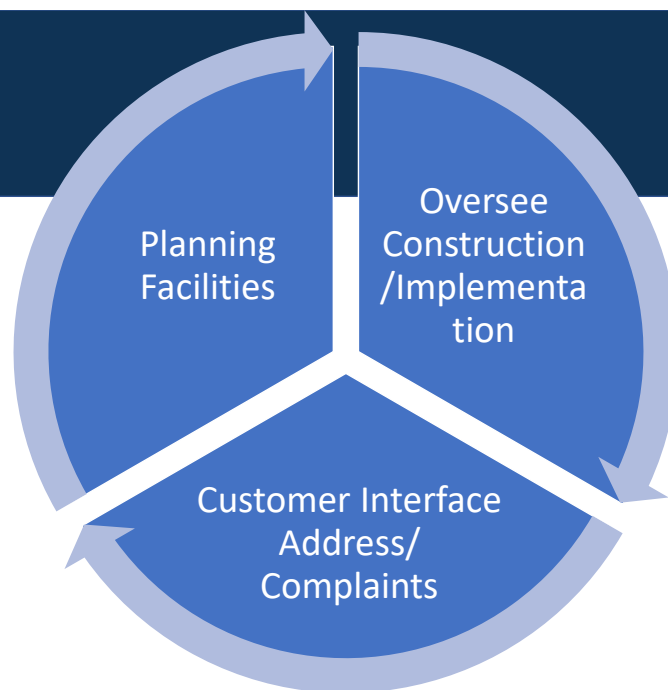 Planning
Facilities
Oversee
Construction
/Implementa
tion
Customer Interface
Address/
Complaints